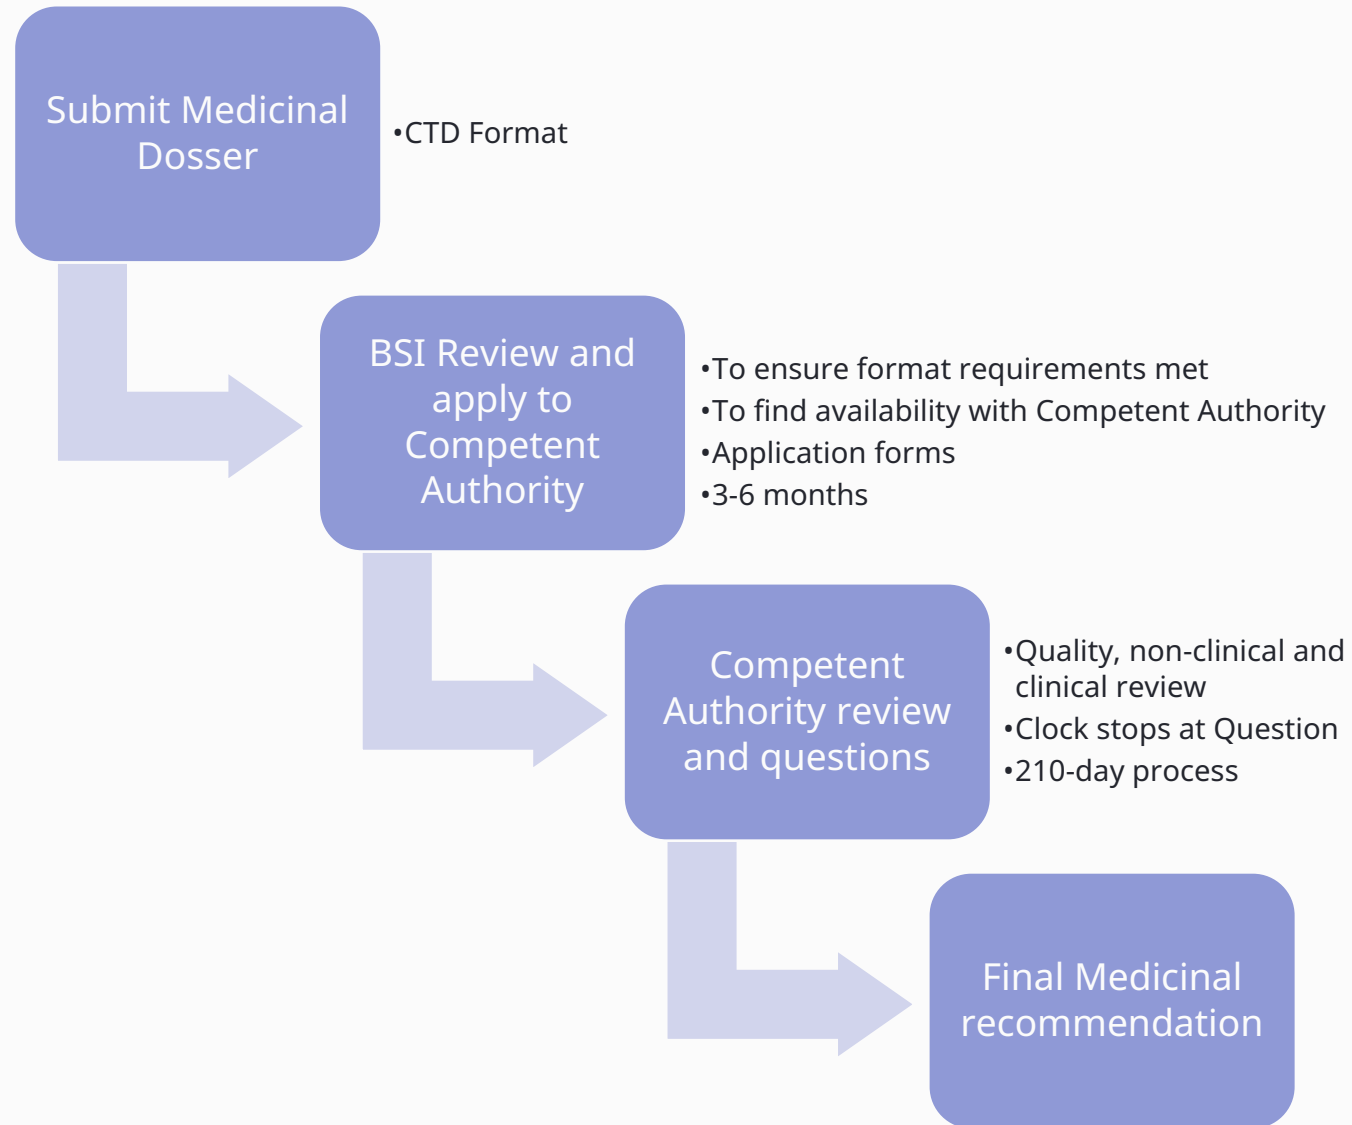 Submit Medicinal
Dosser
•CTD Format
BSI Review and
apply to
Competent
Authority
•To ensure format requirements met
•To find availability with Competent Authority
•Application forms
•3-6 months
Competent
Authority review
and questions
•Quality, non-clinical and
clinical review
•Clock stops at Question
•210-day process
Final Medicinal
recommendation